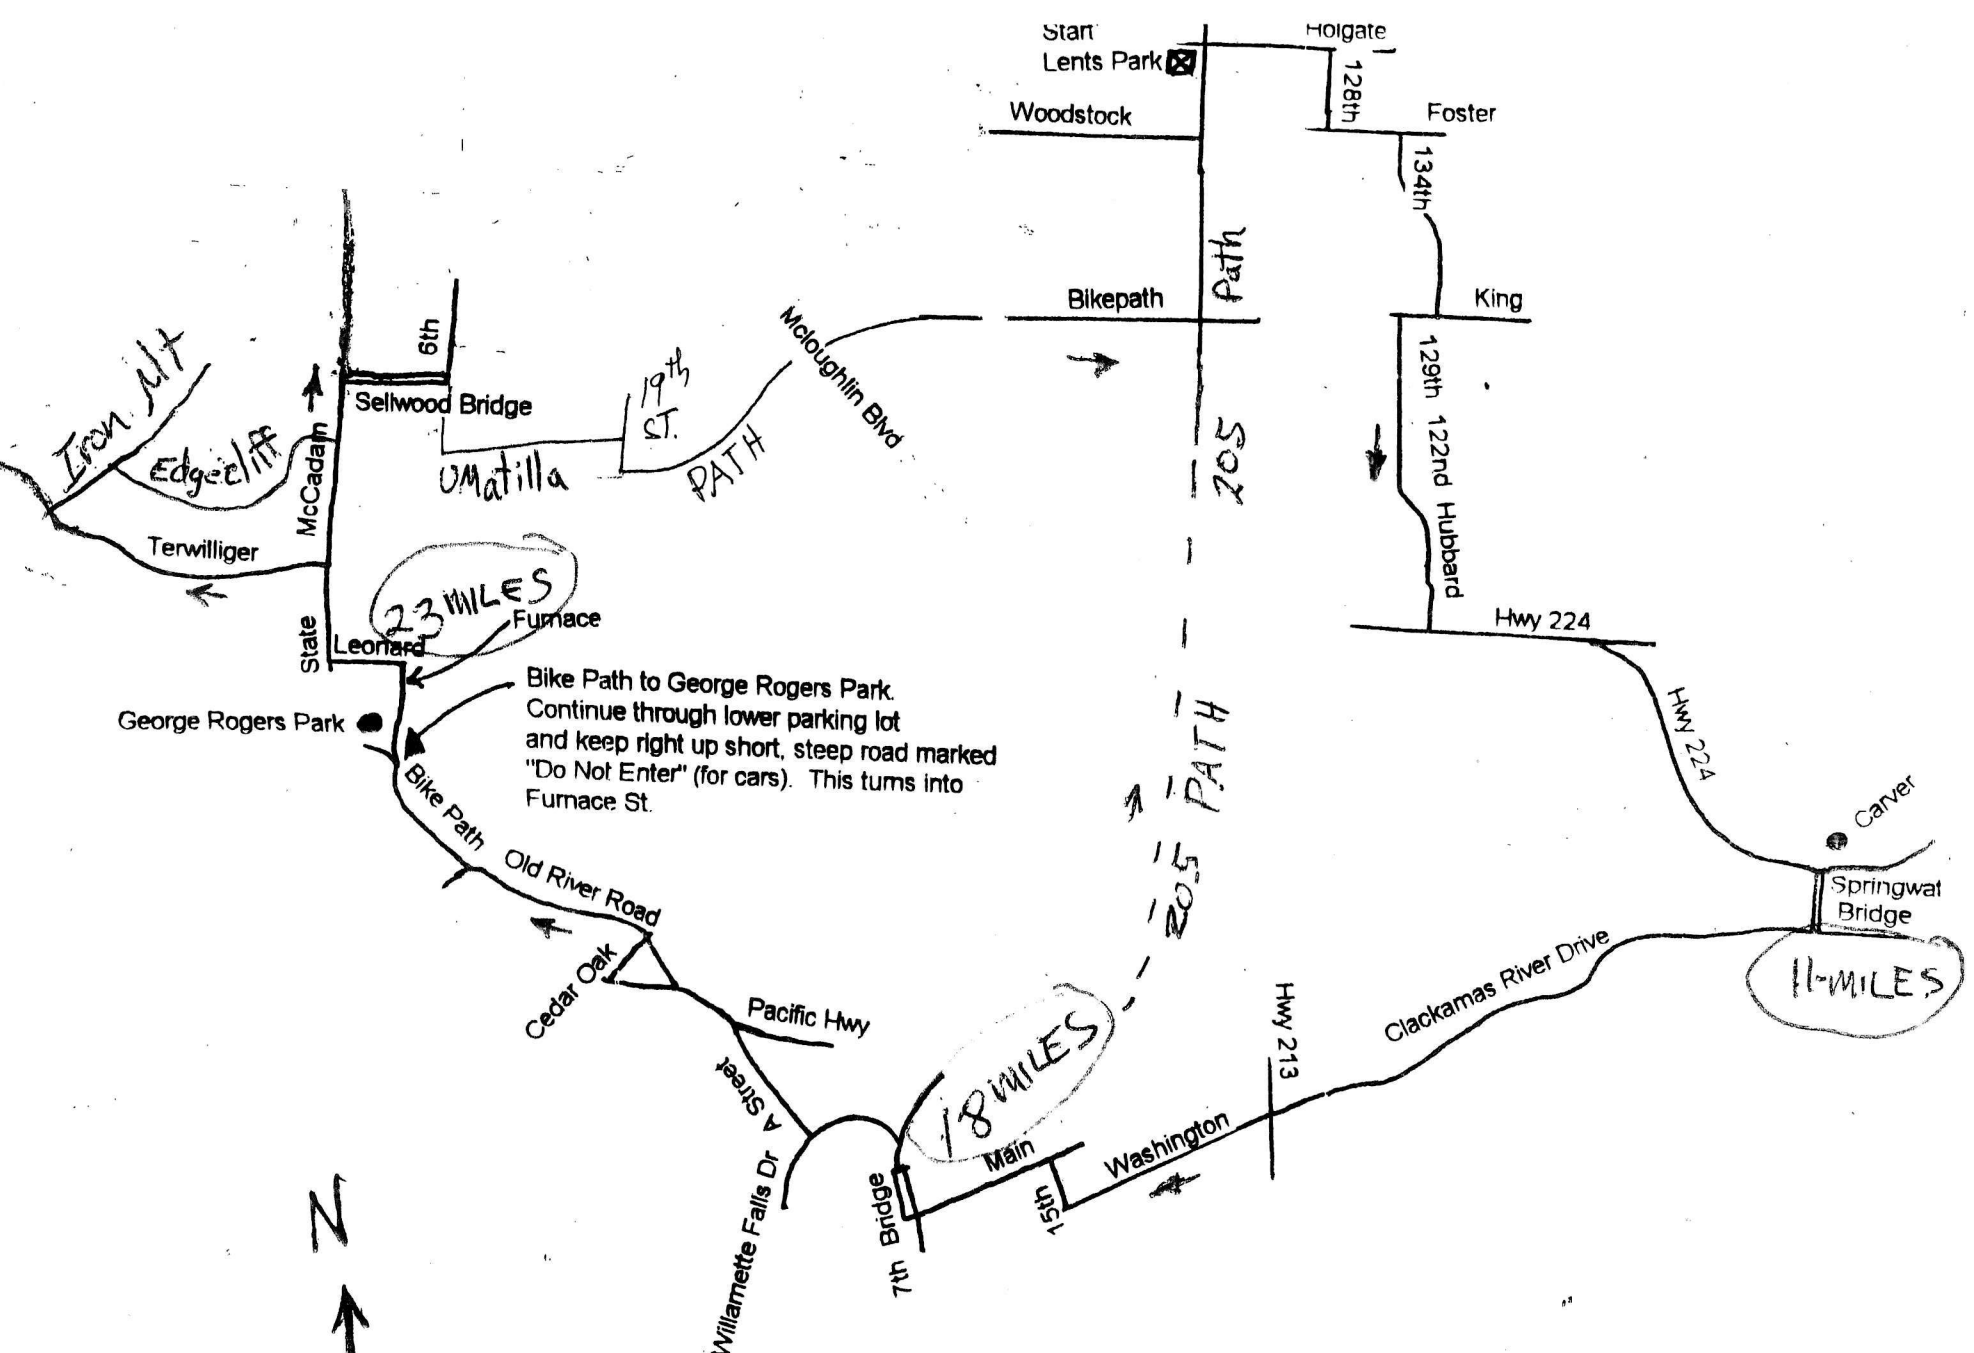 Start
Lents Park
Holgate
128th
Foster
Woodstock
134th
Path
Bikepath
King
Mcloughlin Blvd
6th
Iron Mt
Sellwood Bridge
19th
ST.
Edgecliff
McCadam
UMatilla
PATH
205
129th 122nd Hubbard
Terwilliger
23 MILES
Furnace
State
Leonard
Hwy 224
Bike Path to George Rogers Park.
Continue through lower parking lot
and keep right up short, steep road marked
"Do Not Enter" (for cars). This turns into
Furnace St.
George Rogers Park
Bike Path
205 PATH
Hwy 224
Carver
Old River Road
Springwat
Bridge
11-MILES
Cedar Oak
Clackamas River Drive
Pacific Hwy
Hwy 213
18 MILES
A Street
Main
Washington
15th
7th Bridge
Willamette Falls Dr
N